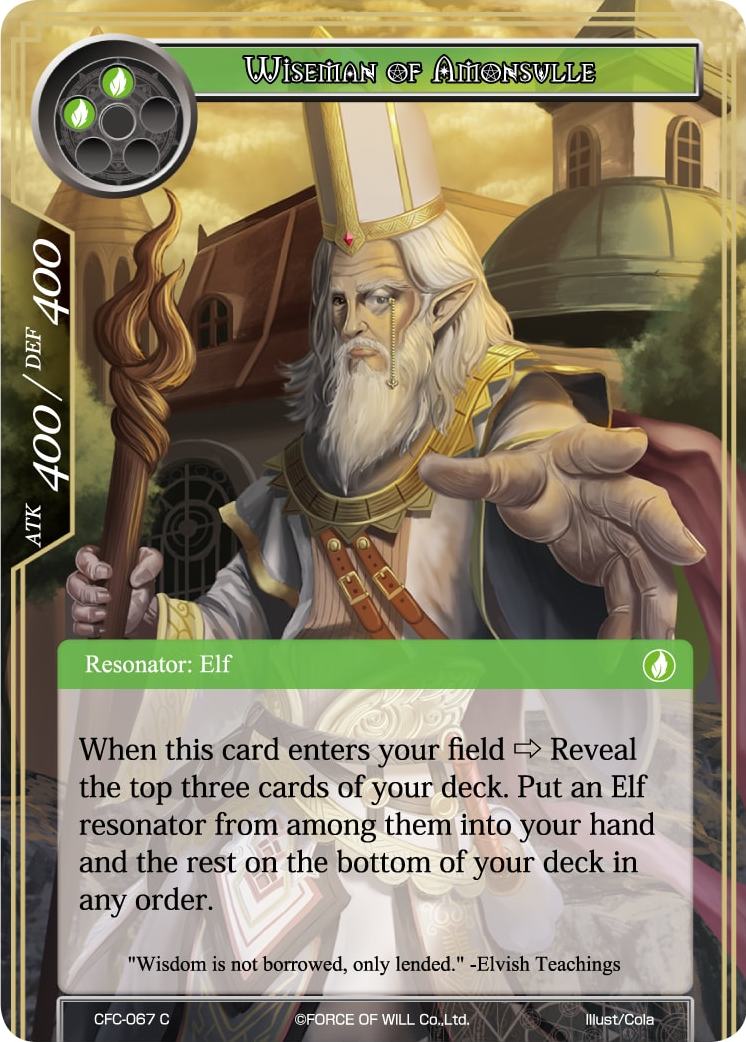 Wiseman of Amonsulle
ATK 400 / DEF 400
Resonator: Elf
When this card enters your field ⇨ Reveal
the top three cards of your deck. Put an Elf
resonator from among them into your hand
and the rest on the bottom of your deck in
any order.
"Wisdom is not borrowed, only lended." -Elvish Teachings
CFC-067 C ©FORCE OF WILL Co.,Ltd. Illust/Cola